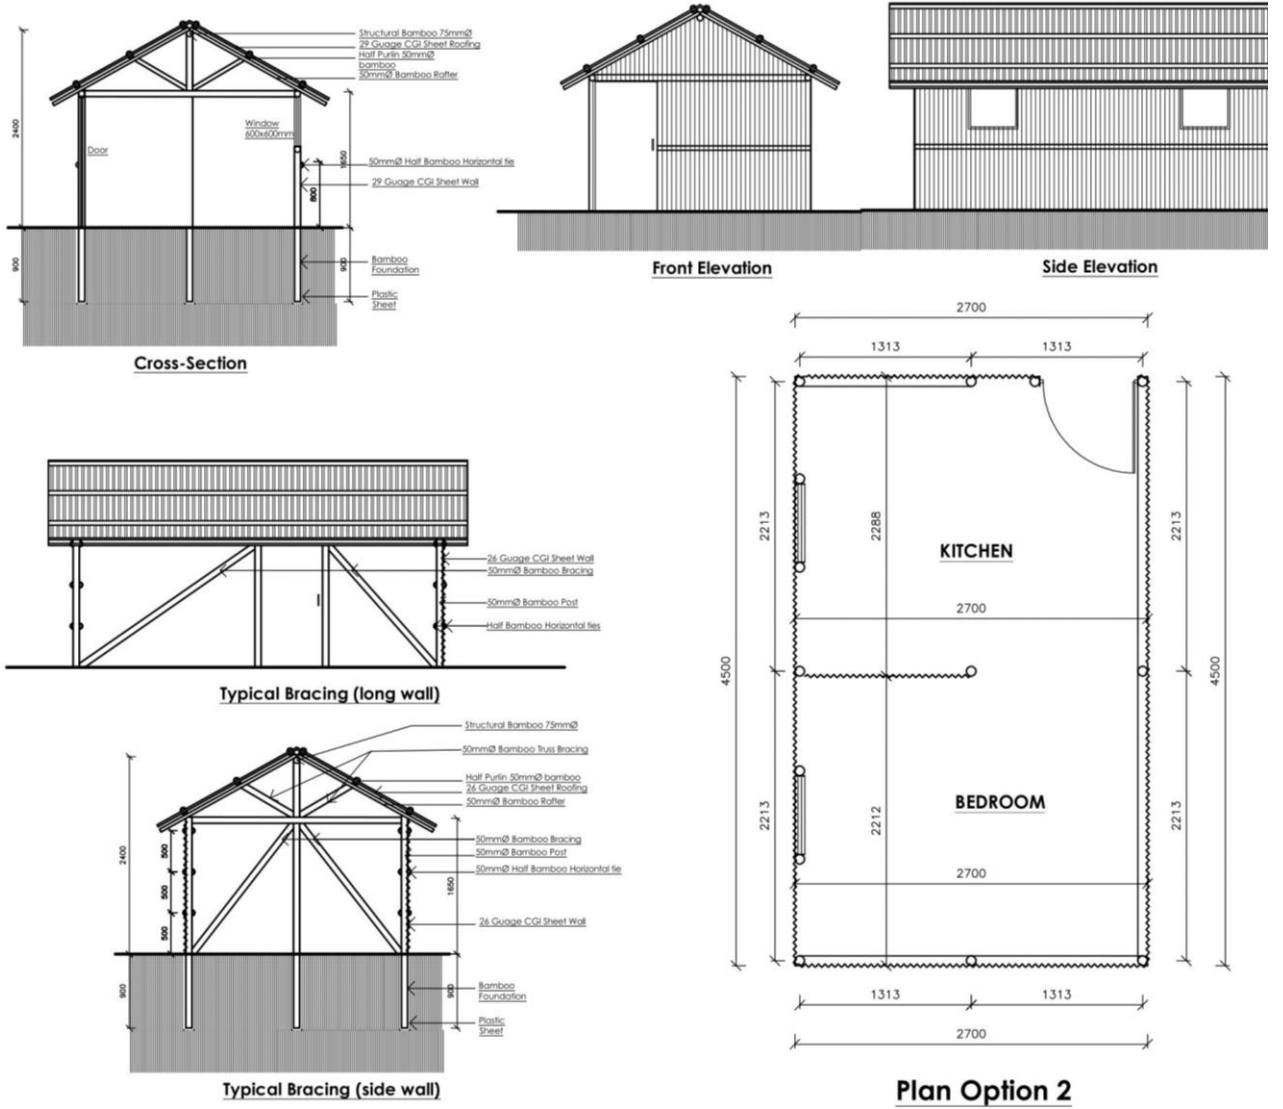 Structural Bamboo 75mmØ
29 Guage CGI Sheet Roofing
Half Purlin 50mmØ
bamboo
50mmØ Bamboo Rafter
2400
Window
600x600mm
Door
1650
50mmØ Half Bamboo Horizontal tie
29 Guage CGI Sheet Wall
800
900
Bamboo
Foundation
900
Plastic
Sheet
Cross-Section
Front Elevation
Side Elevation
26 Guage CGI Sheet Wall
50mmØ Bamboo Bracing
50mmØ Bamboo Post
Half Bamboo Horizontal ties
Typical Bracing (long wall)
Structural Bamboo 75mmØ
50mmØ Bamboo Truss Bracing
Half Purlin 50mmØ bamboo
26 Guage CGI Sheet Roofing
50mmØ Bamboo Rafter
50mmØ Bamboo Bracing
50mmØ Bamboo Post
50mmØ Half Bamboo Horizontal tie
26 Guage CGI Sheet Wall
2400
500
500
500
1650
900
900
Bamboo
Foundation
Plastic
Sheet
Typical Bracing (side wall)
2700
1313
1313
2213
2288
2213
KITCHEN
2700
4500
4500
2213
2212
2213
BEDROOM
2700
1313
1313
2700
Plan Option 2